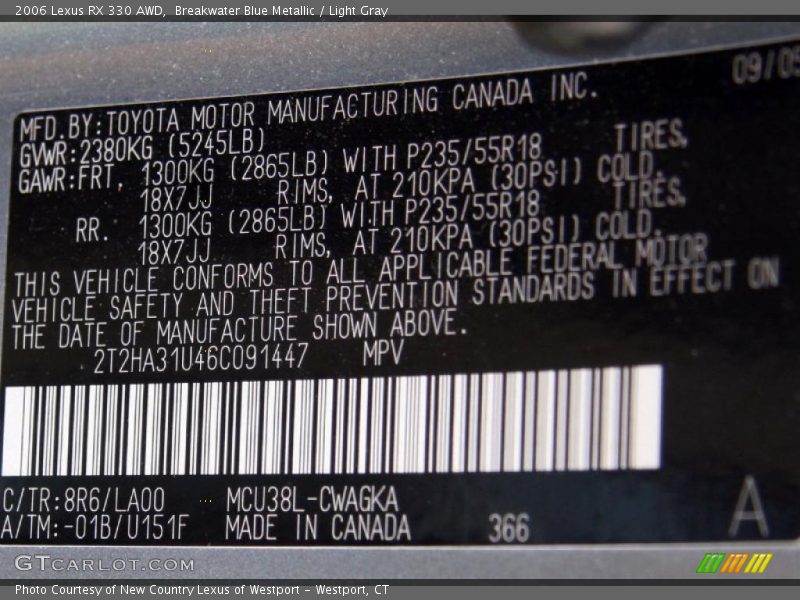 2006 Lexus RX 330 AWD, Breakwater Blue Metallic / Light Gray
09/05
MFD.BY:TOYOTA MOTOR MANUFACTURING CANADA INC.
GVWR:2380KG (5245LB)
GAWR:FRT. 1300KG (2865LB) WITH P235/55R18 TIRES,
18X7JJ RIMS, AT 210KPA (30PSI) COLD.
RR. 1300KG (2865LB) WITH P235/55R18 TIRES,
18X7JJ RIMS, AT 210KPA (30PSI) COLD.
THIS VEHICLE CONFORMS TO ALL APPLICABLE FEDERAL MOTOR
VEHICLE SAFETY AND THEFT PREVENTION STANDARDS IN EFFECT ON
THE DATE OF MANUFACTURE SHOWN ABOVE.
2T2HA31U46C091447 MPV
C/TR:8R6/LA00 MCU38L-CWAGKA
A/TM:-01B/U151F MADE IN CANADA 366
A
GTCARLOT.COM
Photo Courtesy of New Country Lexus of Westport - Westport, CT